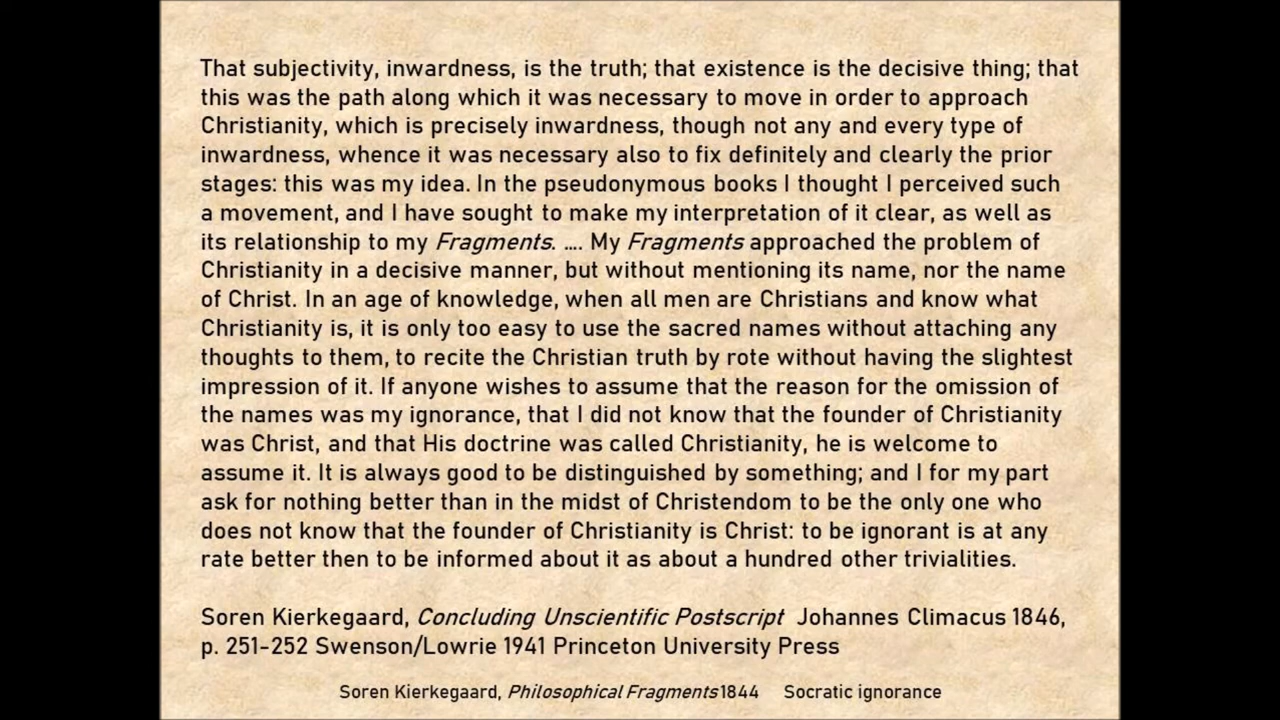 That subjectivity, inwardness, is the truth; that existence is the decisive thing; that
this was the path along which it was necessary to move in order to approach
Christianity, which is precisely inwardness, though not any and every type of
inwardness, whence it was necessary also to fix definitely and clearly the prior
stages: this was my idea. In the pseudonymous books I thought I perceived such
a movement, and I have sought to make my interpretation of it clear, as well as
its relationship to my Fragments. .... My Fragments approached the problem of
Christianity in a decisive manner, but without mentioning its name, nor the name
of Christ. In an age of knowledge, when all men are Christians and know what
Christianity is, it is only too easy to use the sacred names without attaching any
thoughts to them, to recite the Christian truth by rote without having the slightest
impression of it. If anyone wishes to assume that the reason for the omission of
the names was my ignorance, that I did not know that the founder of Christianity
was Christ, and that His doctrine was called Christianity, he is welcome to
assume it. It is always good to be distinguished by something; and I for my part
ask for nothing better than in the midst of Christendom to be the only one who
does not know that the founder of Christianity is Christ: to be ignorant is at any
rate better then to be informed about it as about a hundred other trivialities.
Soren Kierkegaard, Concluding Unscientific Postscript Johannes Climacus 1846,
p. 251-252 Swenson/Lowrie 1941 Princeton University Press
Soren Kierkegaard, Philosophical Fragments1844 Socratic ignorance